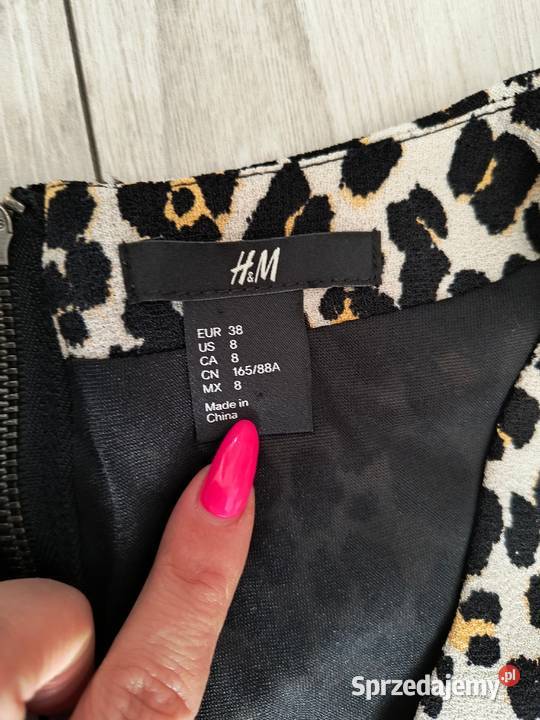 H&M
EUR 38
US 8
CA 8
CN 165/88A
MX 8
Made in
China
Sprzedajemy.pl